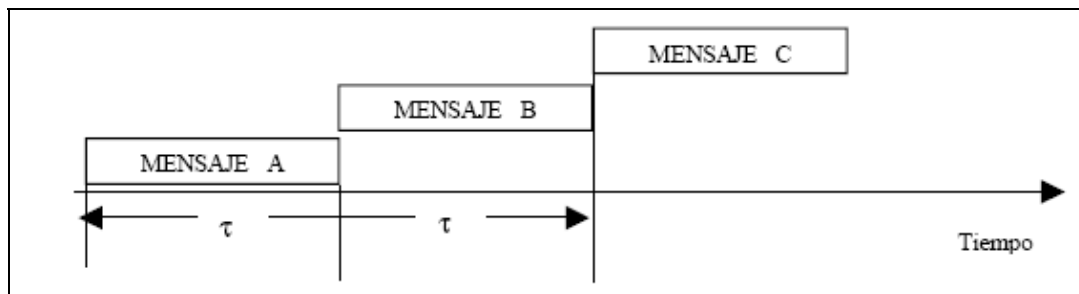 MENSAJE C
MENSAJE B
MENSAJE A
τ τ
Tiempo